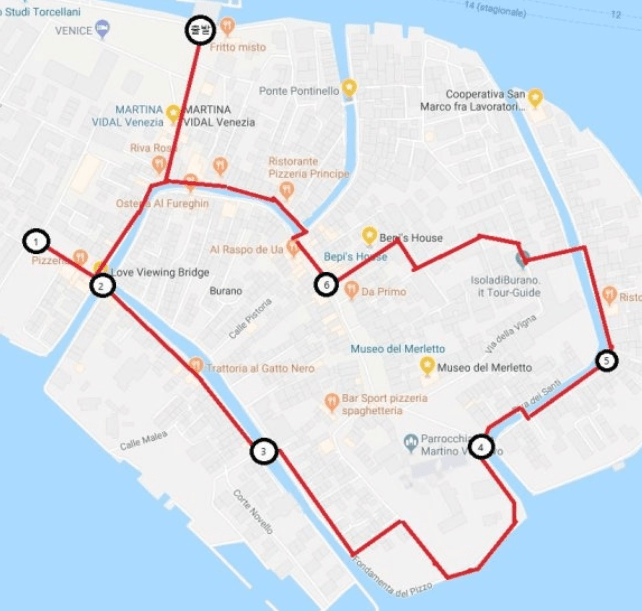 Studi Torcellani
14 (stagionale)
12
출발
VENICE
Fritto misto
Ponte Pontinello
Cooperativa San
Marco fra Lavoratori...
MARTINA
VIDAL Venezia
MARTINA
VIDAL Venezia
Riva Rosa
Ristorante
Pizzeria Principe
Osteria Al Fureghin
1
Al Raspo de Ua
Bepi's House
Bepi's House
Pizzeria
Love Viewing Bridge
2
Burano
6
Da Primo
IsoladiBurano.
it Tour-Guide
Risto
Calle Pistoria
Via della Vigna
Museo del Merletto
Museo del Merletto
5
Trattoria al Gatto Nero
Bar Sport pizzeria
spaghetteria
dei Santi
Calle Malea
3
Parrocchia
Martino V
4
Corte Novello
Fondamenta del Pizzo